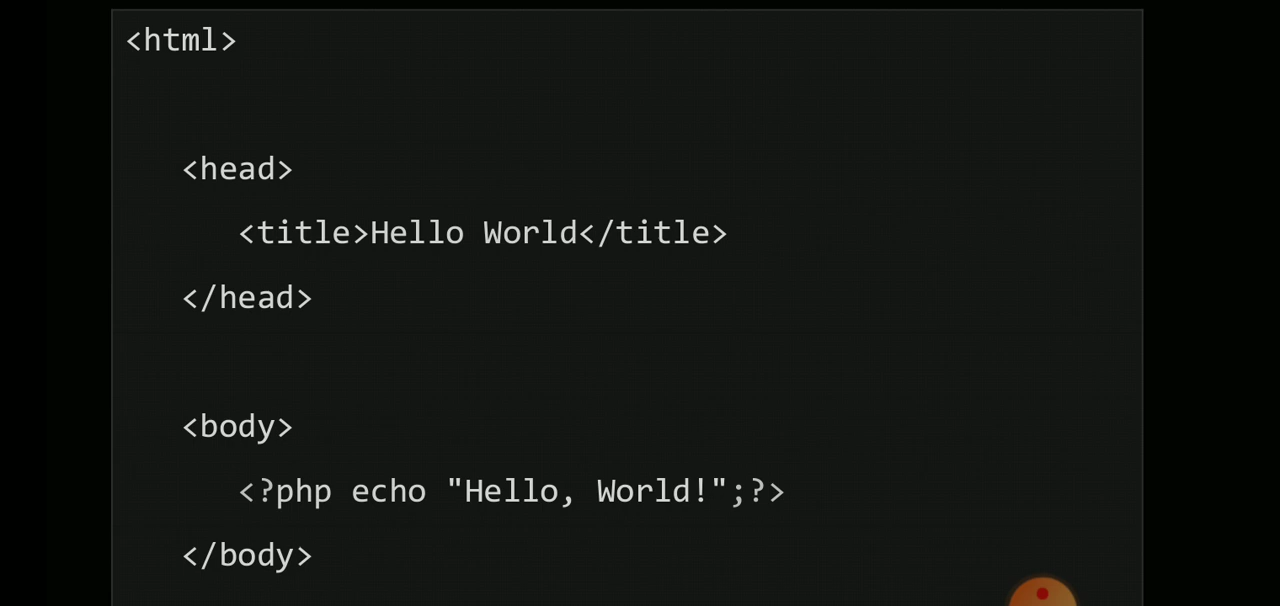 <html>
<head>
<title>Hello World</title>
</head>
<body>
<?php echo "Hello, World!";?>
</body>